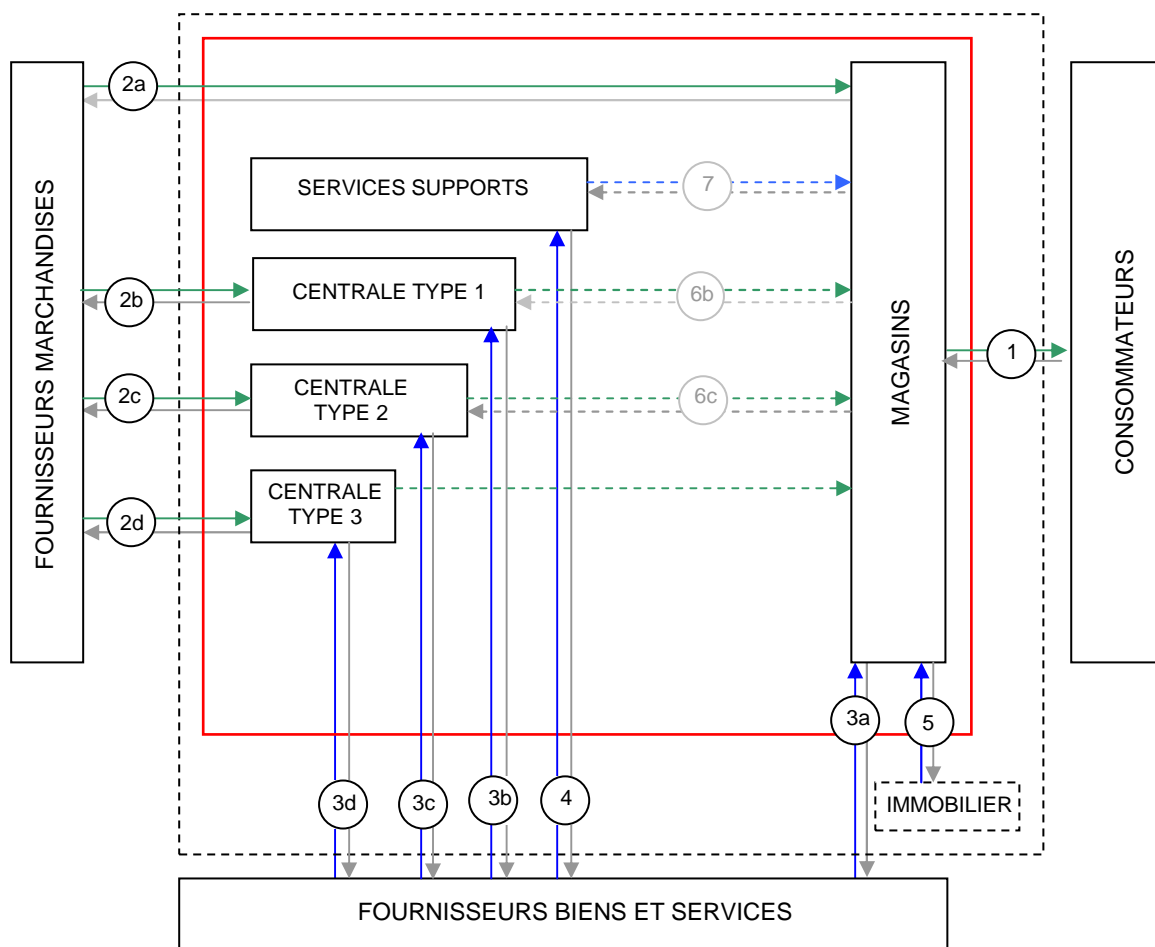 2a
SERVICES SUPPORTS
7
FOURNISSEURS MARCHANDISES
MAGASINS
CONSOMMATEURS
2b
CENTRALE TYPE 1
6b
1
2c
CENTRALE
TYPE 2
6c
2d
CENTRALE
TYPE 3
3a
5
3d
3c
3b
4
IMMOBILIER
FOURNISSEURS BIENS ET SERVICES